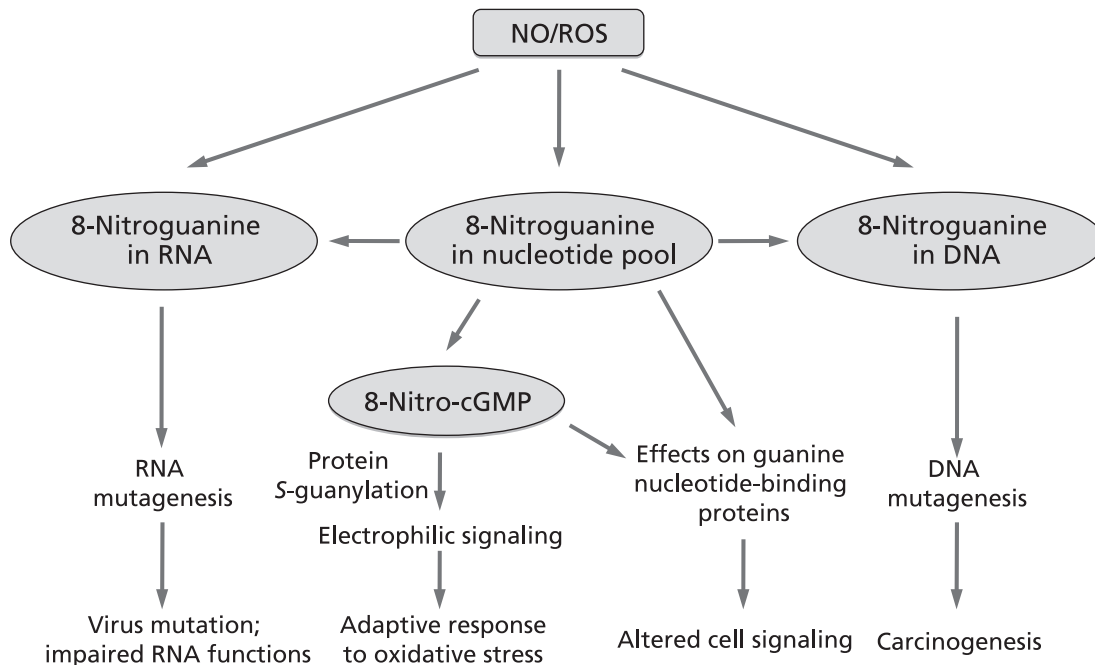 NO/ROS
8-Nitroguanine
in RNA
8-Nitroguanine
in nucleotide pool
8-Nitroguanine
in DNA
8-Nitro-cGMP
RNA
mutagenesis
Protein
S-guanylation
Electrophilic signaling
Effects on guanine
nucleotide-binding
proteins
DNA
mutagenesis
Virus mutation;
impaired RNA functions
Adaptive response
to oxidative stress
Altered cell signaling
Carcinogenesis